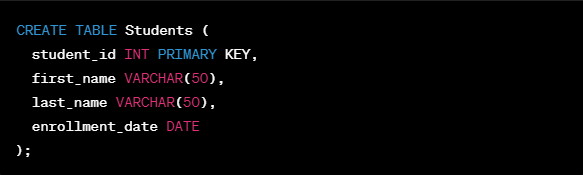 CREATE TABLE Students (
  student_id INT PRIMARY KEY,
  first_name VARCHAR(50),
  last_name VARCHAR(50),
  enrollment_date DATE
);